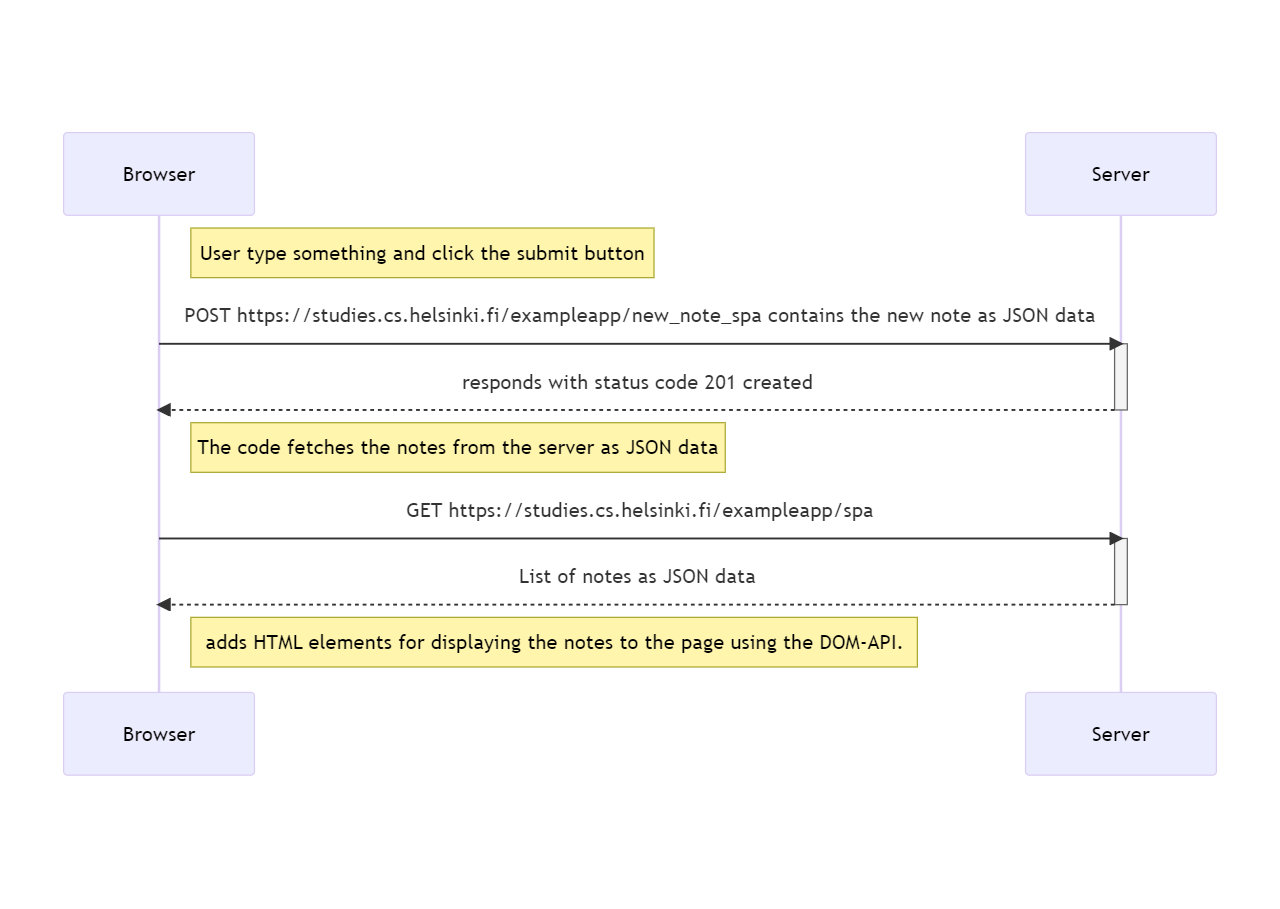 Browser
Server
User type something and click the submit button
POST https://studies.cs.helsinki.fi/exampleapp/new_note_spa contains the new note as JSON data
responds with status code 201 created
The code fetches the notes from the server as JSON data
GET https://studies.cs.helsinki.fi/exampleapp/spa
List of notes as JSON data
adds HTML elements for displaying the notes to the page using the DOM-API.
Browser
Server